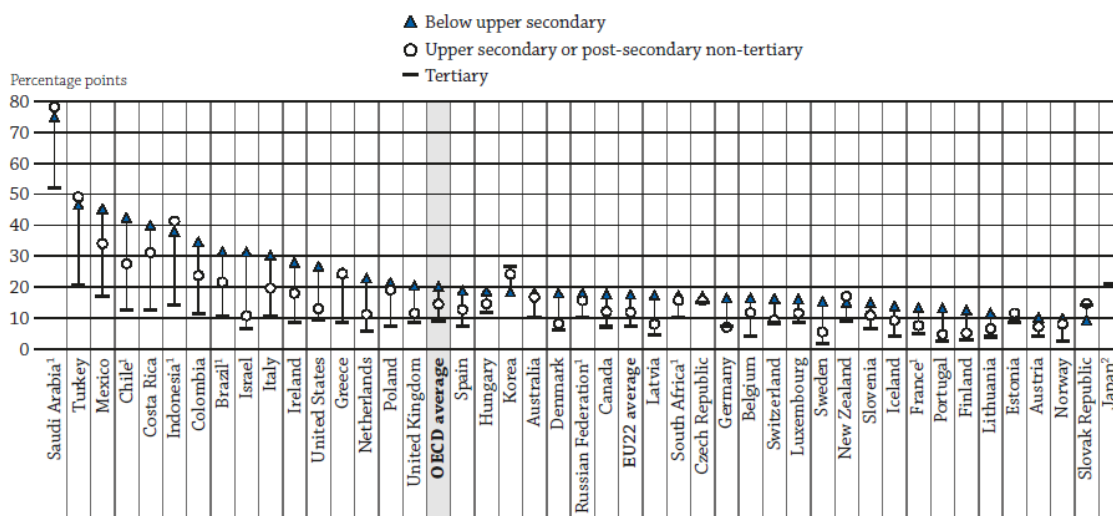 Below upper secondary
Upper secondary or post-secondary non-tertiary
Tertiary
Percentage points
80
70
60
50
40
30
20
10
0
Saudi Arabia¹
Turkey
Mexico
Chile¹
Costa Rica
Indonesia¹
Colombia
Brazil¹
Israel
Italy
Ireland
United States
Greece
Netherlands
Poland
United Kingdom
OECD average
Spain
Hungary
Korea
Australia
Denmark
Russian Federation¹
Canada
EU22 average
Latvia
South Africa¹
Czech Republic
Germany
Belgium
Switzerland
Luxembourg
Sweden
New Zealand
Slovenia
Iceland
France¹
Portugal
Finland
Lithuania
Estonia
Austria
Norway
Slovak Republic
Japan²